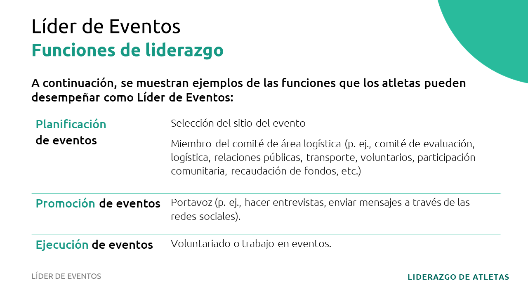 Líder de Eventos
Funciones de liderazgo
A continuación, se muestran ejemplos de las funciones que los atletas pueden
desempeñar como Líder de Eventos:
Planificación
de eventos
Selección del sitio del evento
Miembro del comité de área logística (p. ej., comité de evaluación,
logística, relaciones públicas, transporte, voluntarios, participación
comunitaria, recaudación de fondos, etc.)
Promoción de eventos
Portavoz (p. ej., hacer entrevistas, enviar mensajes a través de las
redes sociales).
Ejecución de eventos
Voluntariado o trabajo en eventos.
LÍDER DE EVENTOS
LIDERAZGO DE ATLETAS